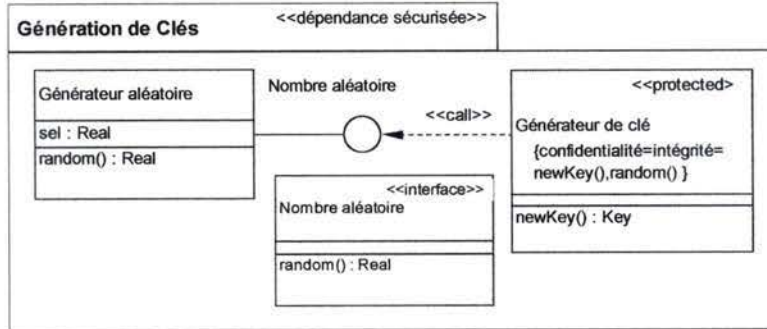 Génération de Clés
<<dépendance sécurisée>>
Générateur aléatoire
sel : Real
random() : Real
Nombre aléatoire
<<call>>
<<protected>
Générateur de clé
{confidentialité=intégrité=
newKey(),random() }
newKey() : Key
<<interface>>
Nombre aléatoire
random() : Real